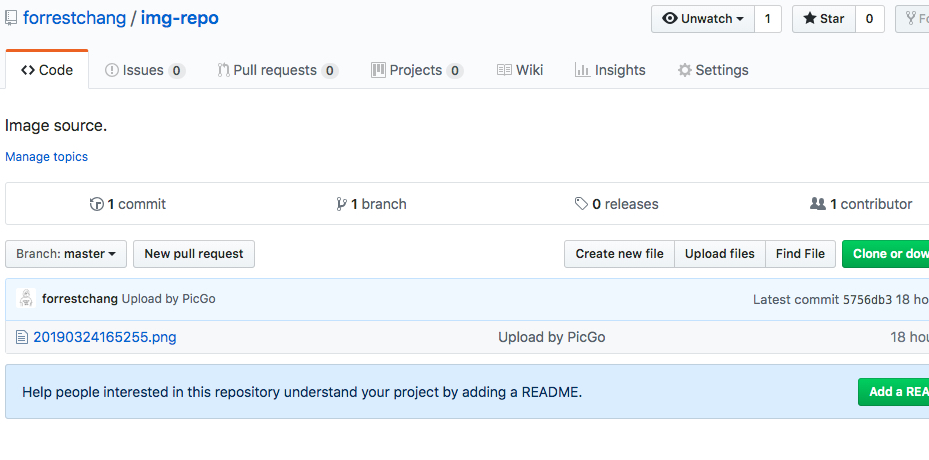 forrestchang / img-repo Unwatch 1 Star 0 Fo
Code Issues 0 Pull requests 0 Projects 0 Wiki Insights Settings
Image source.
Manage topics
1 commit 1 branch 0 releases 1 contributor
Branch: master New pull request Create new file Upload files Find File Clone or dow
forrestchang Upload by PicGo Latest commit 5756db3 18 ho
20190324165255.png Upload by PicGo 18 hou
Help people interested in this repository understand your project by adding a README. Add a REA